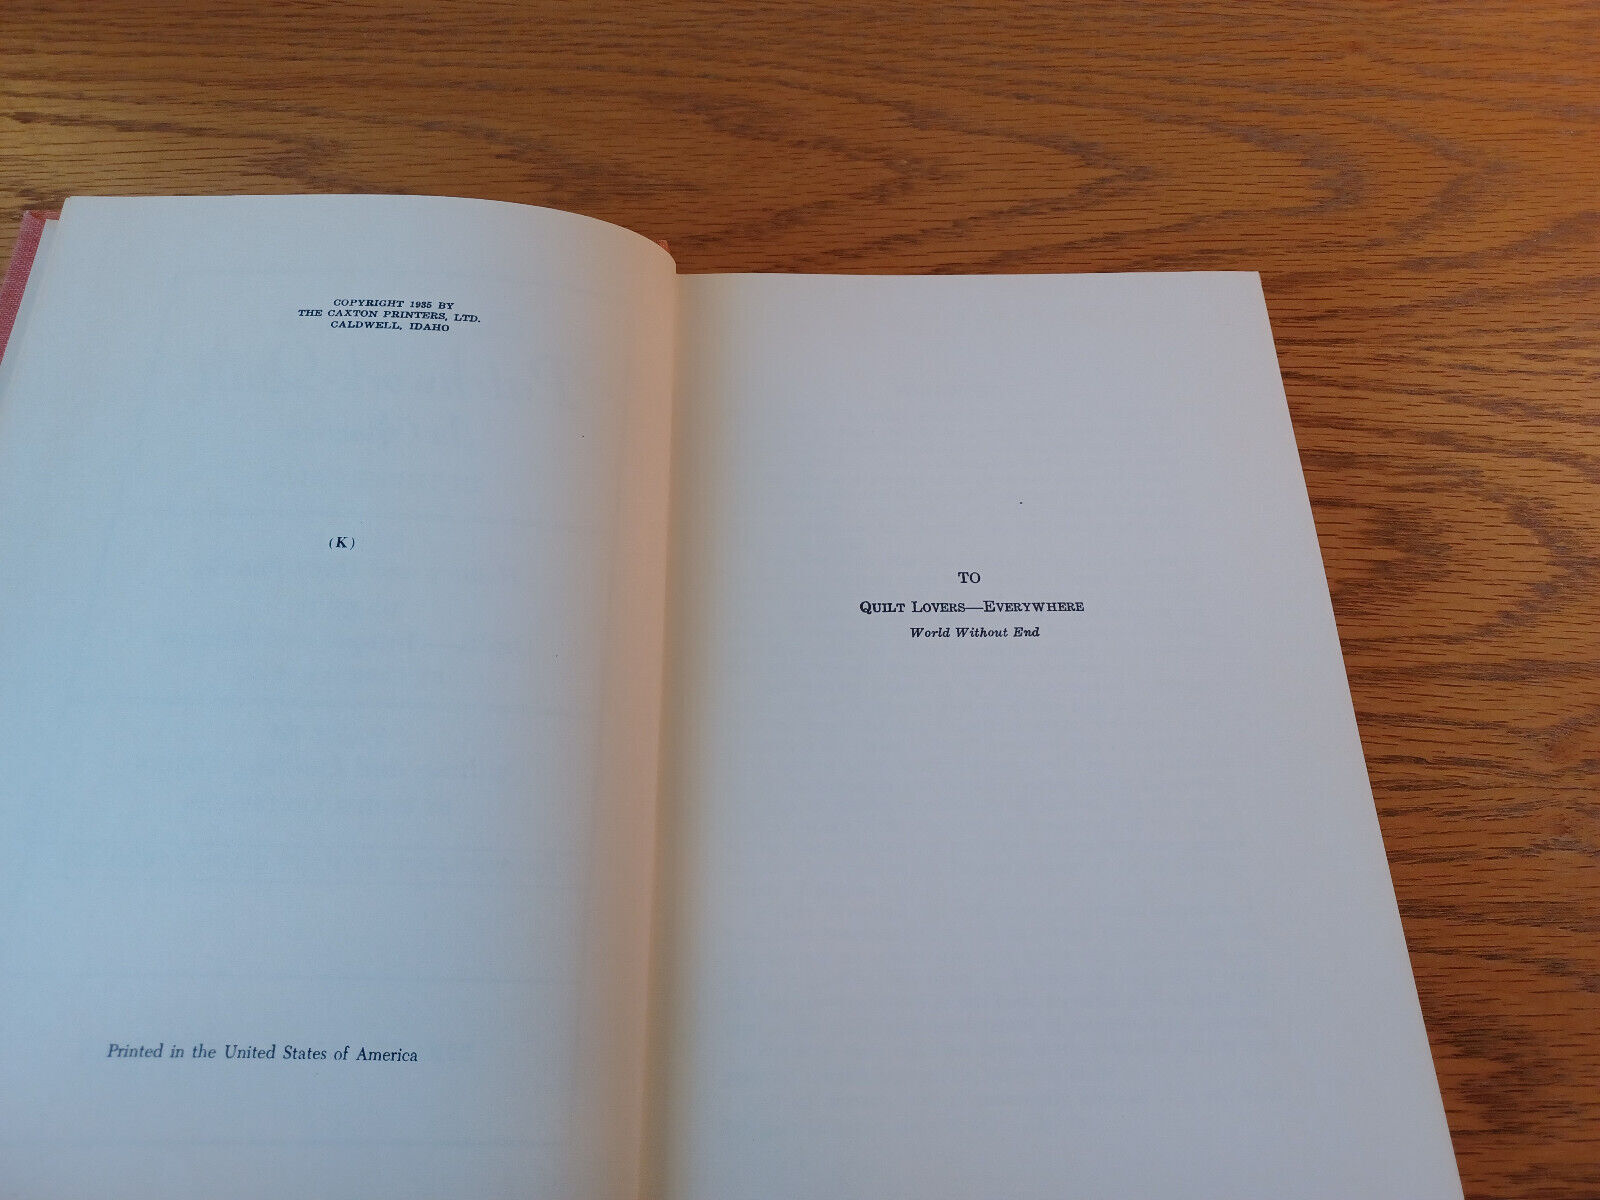 COPYRIGHT 1935 BY
THE CAXTON PRINTERS, LTD.
CALDWELL, IDAHO
(K)
Printed in the United States of America
TO
QUILT LOVERS—EVERYWHERE
World Without End